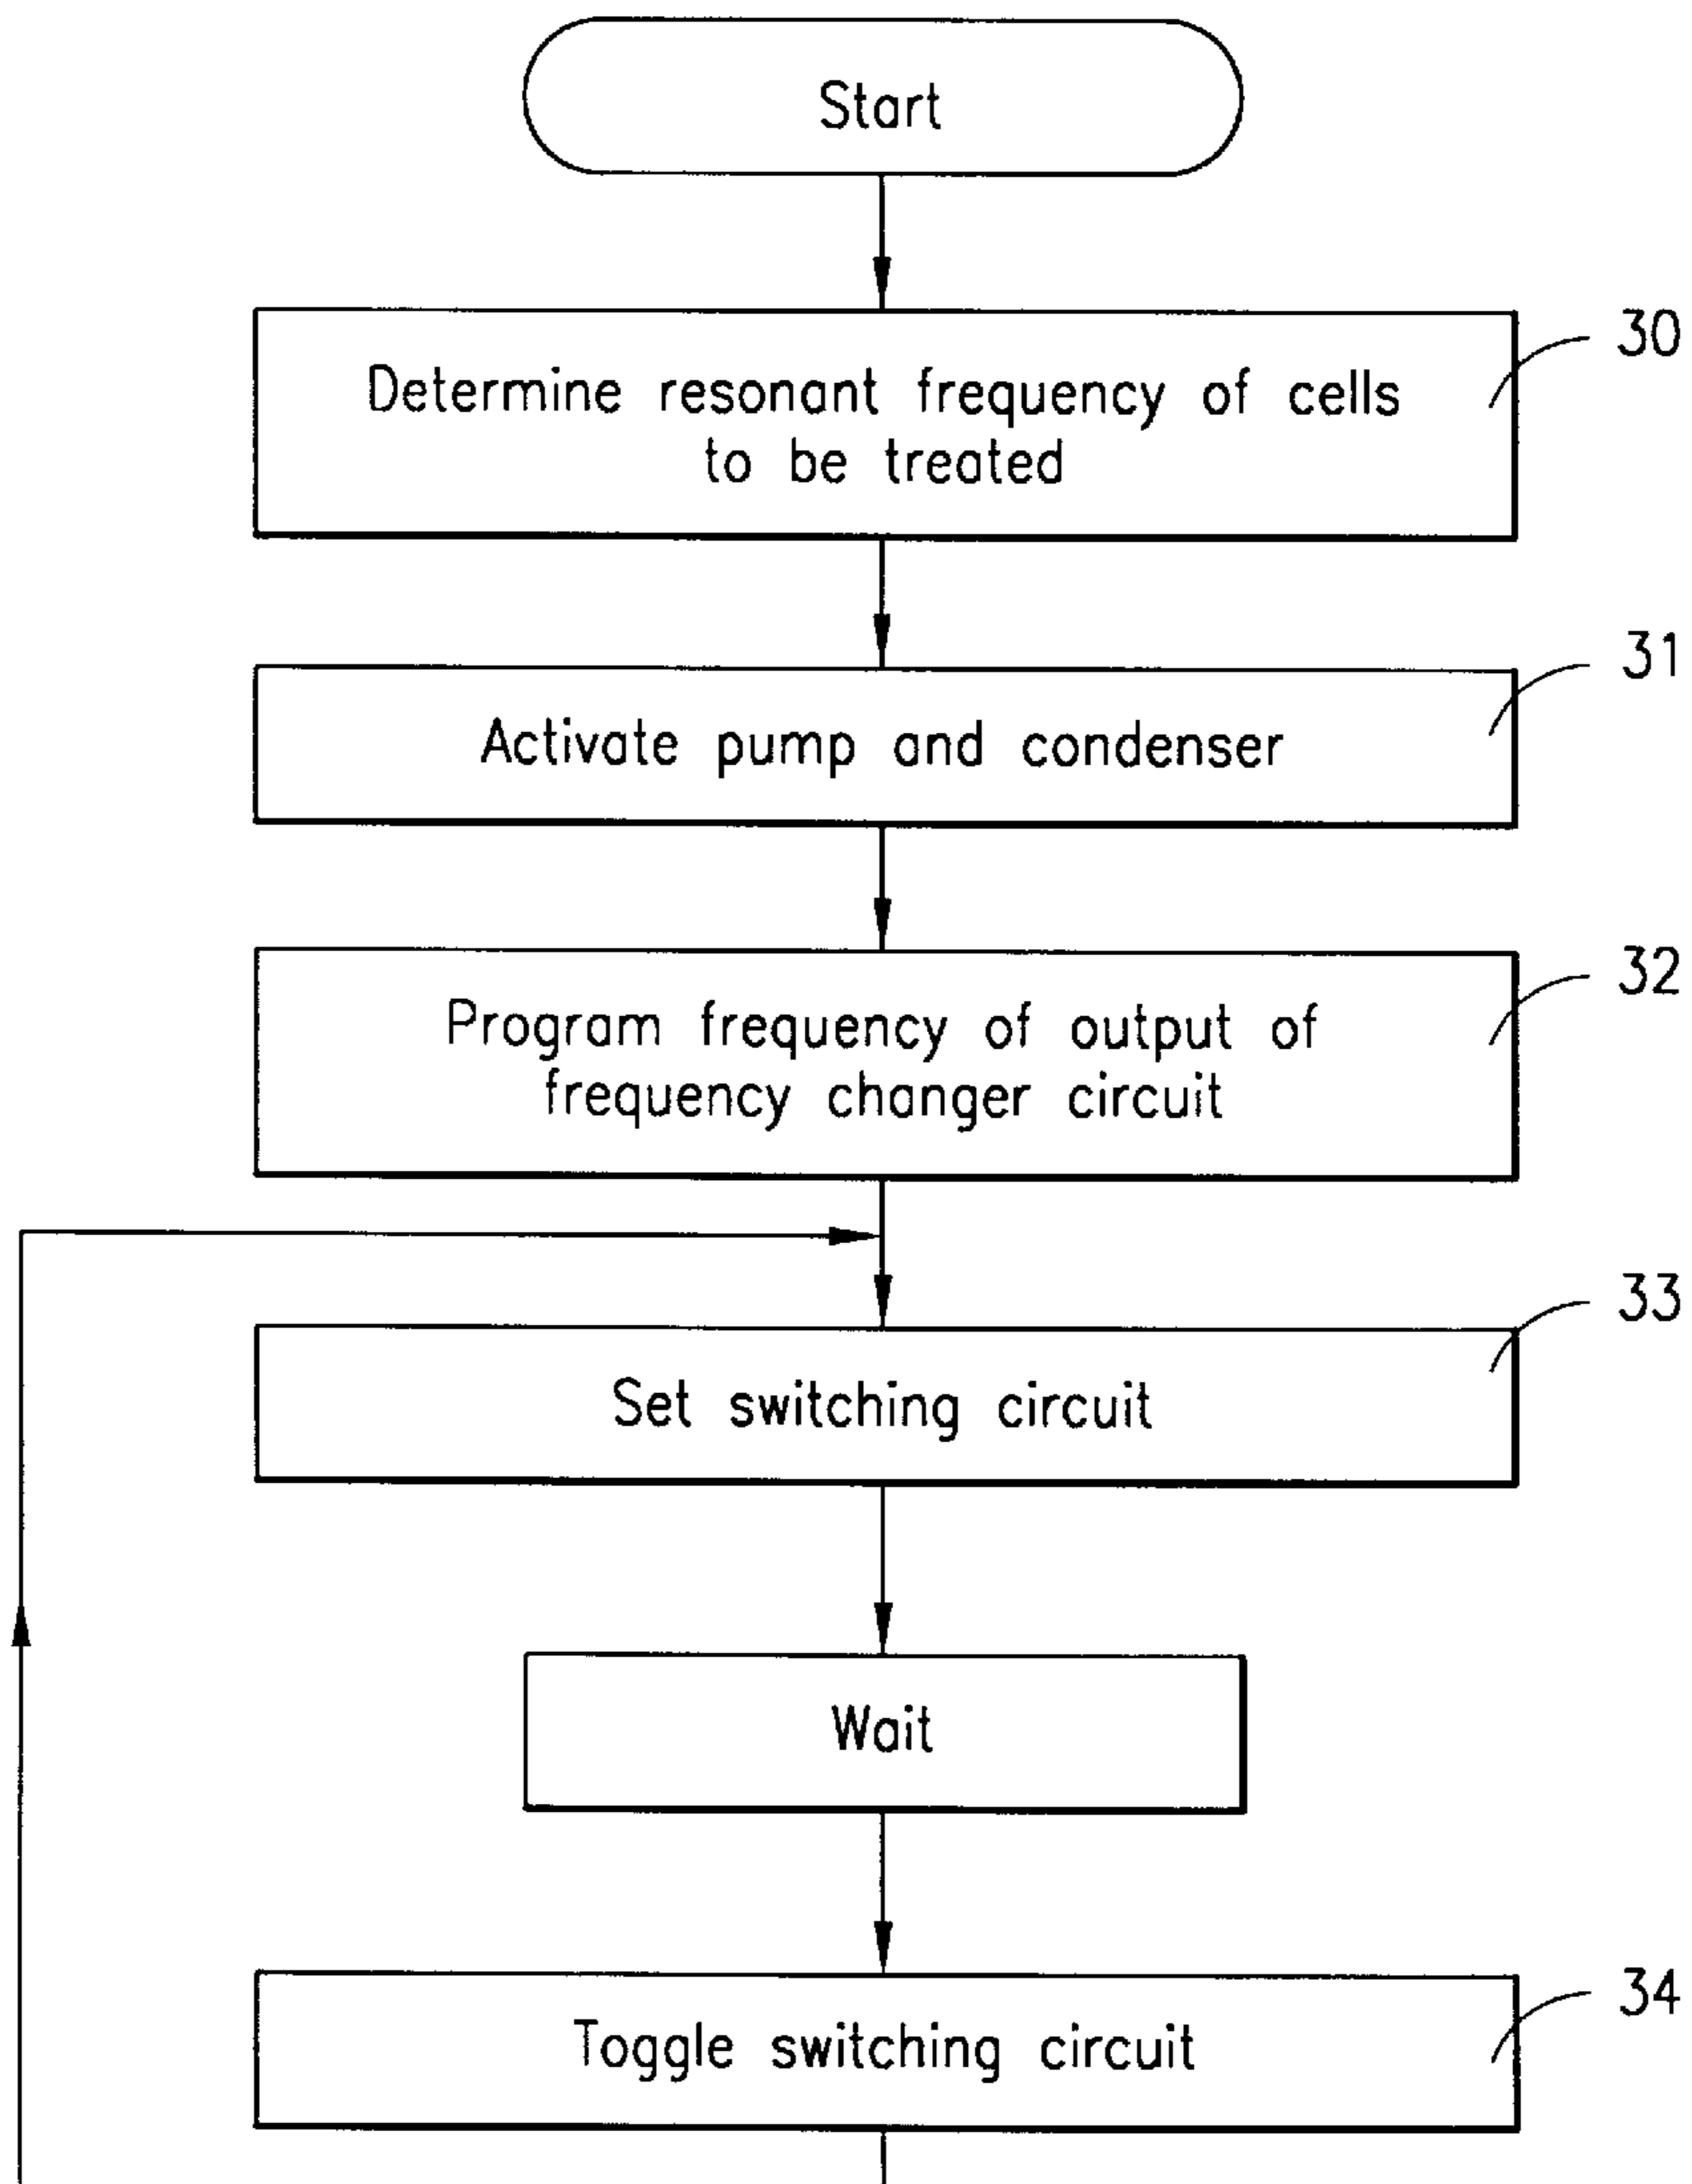 Start
30
Determine resonant frequency of cells
to be treated
31
Activate pump and condenser
32
Program frequency of output of
frequency changer circuit
33
Set switching circuit
Wait
34
Toggle switching circuit